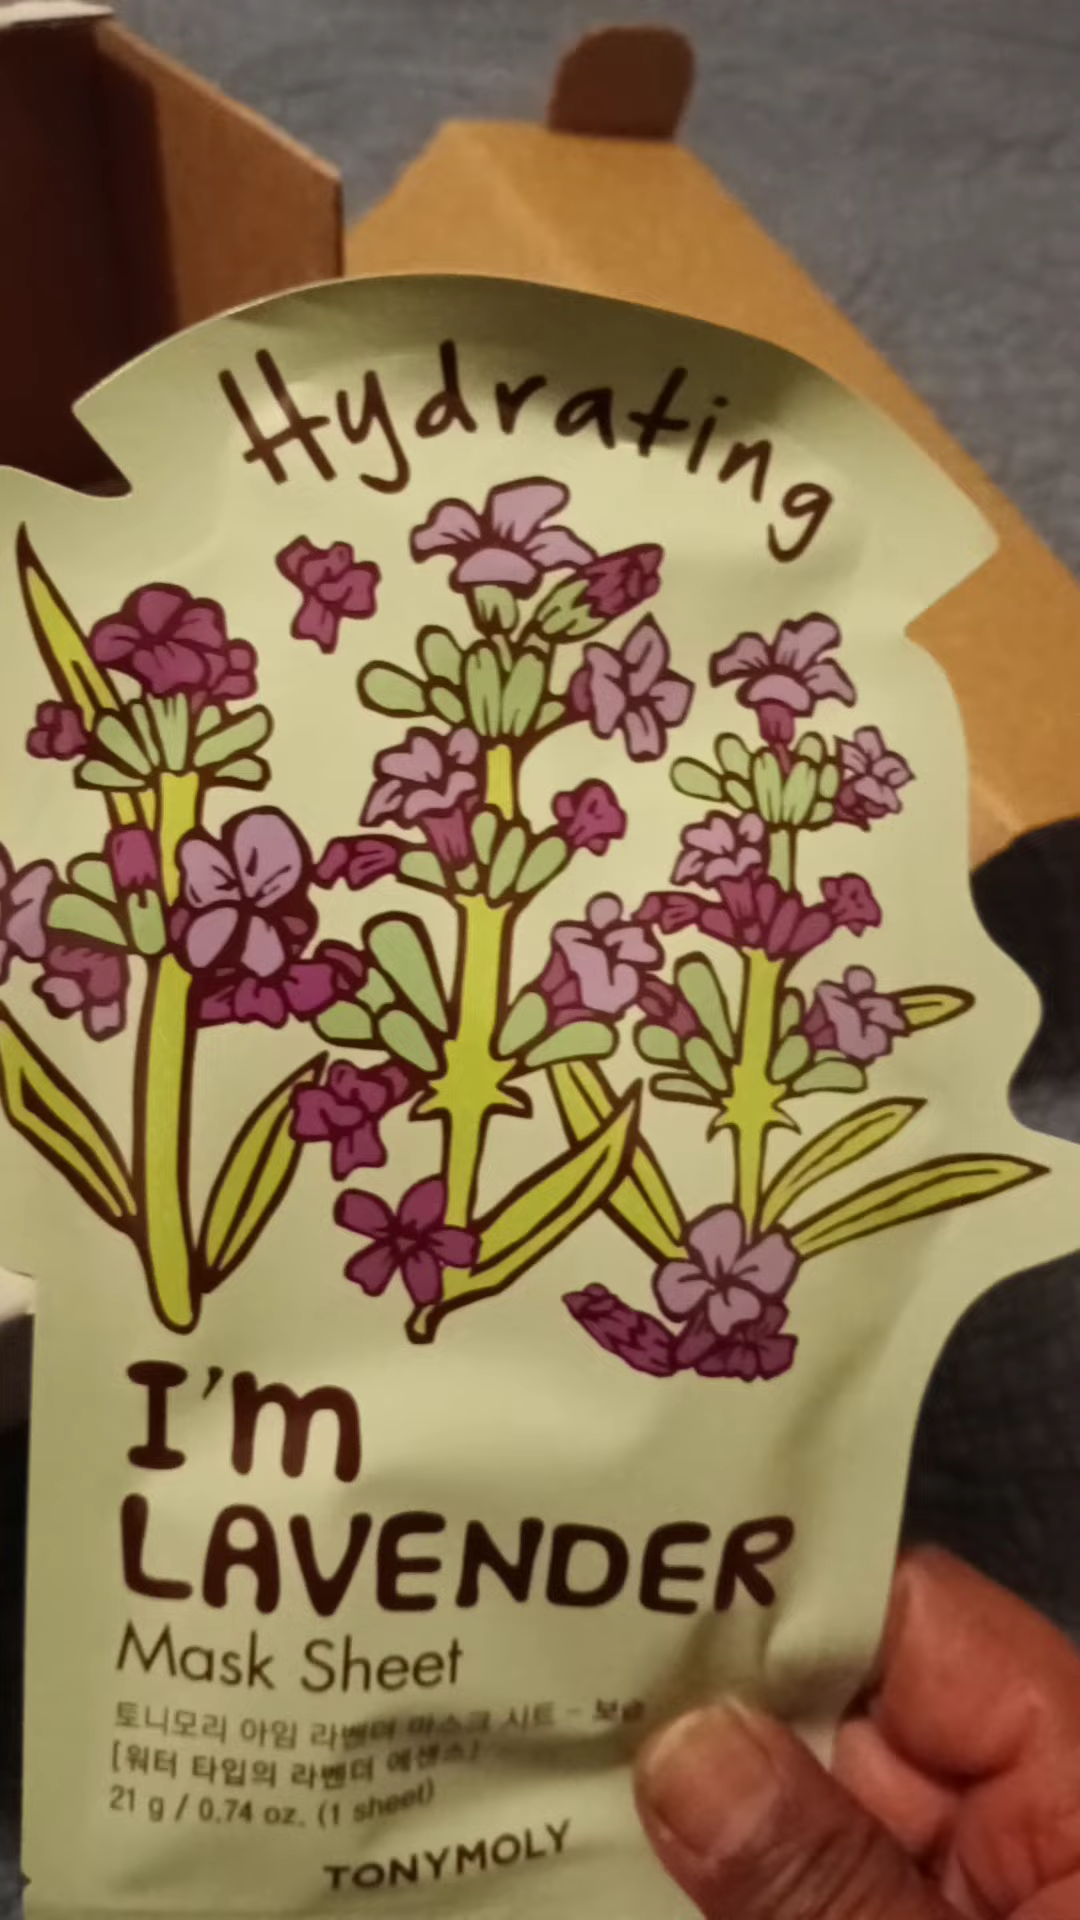 Hydrating
I'm
LAVENDER
Mask Sheet
토니모리 아임 라벤더 마스크 시트 - 보습
[워터 타입의 라벤더 에센스]
21 g / 0.74 oz. (1 sheet)
TONYMOLY